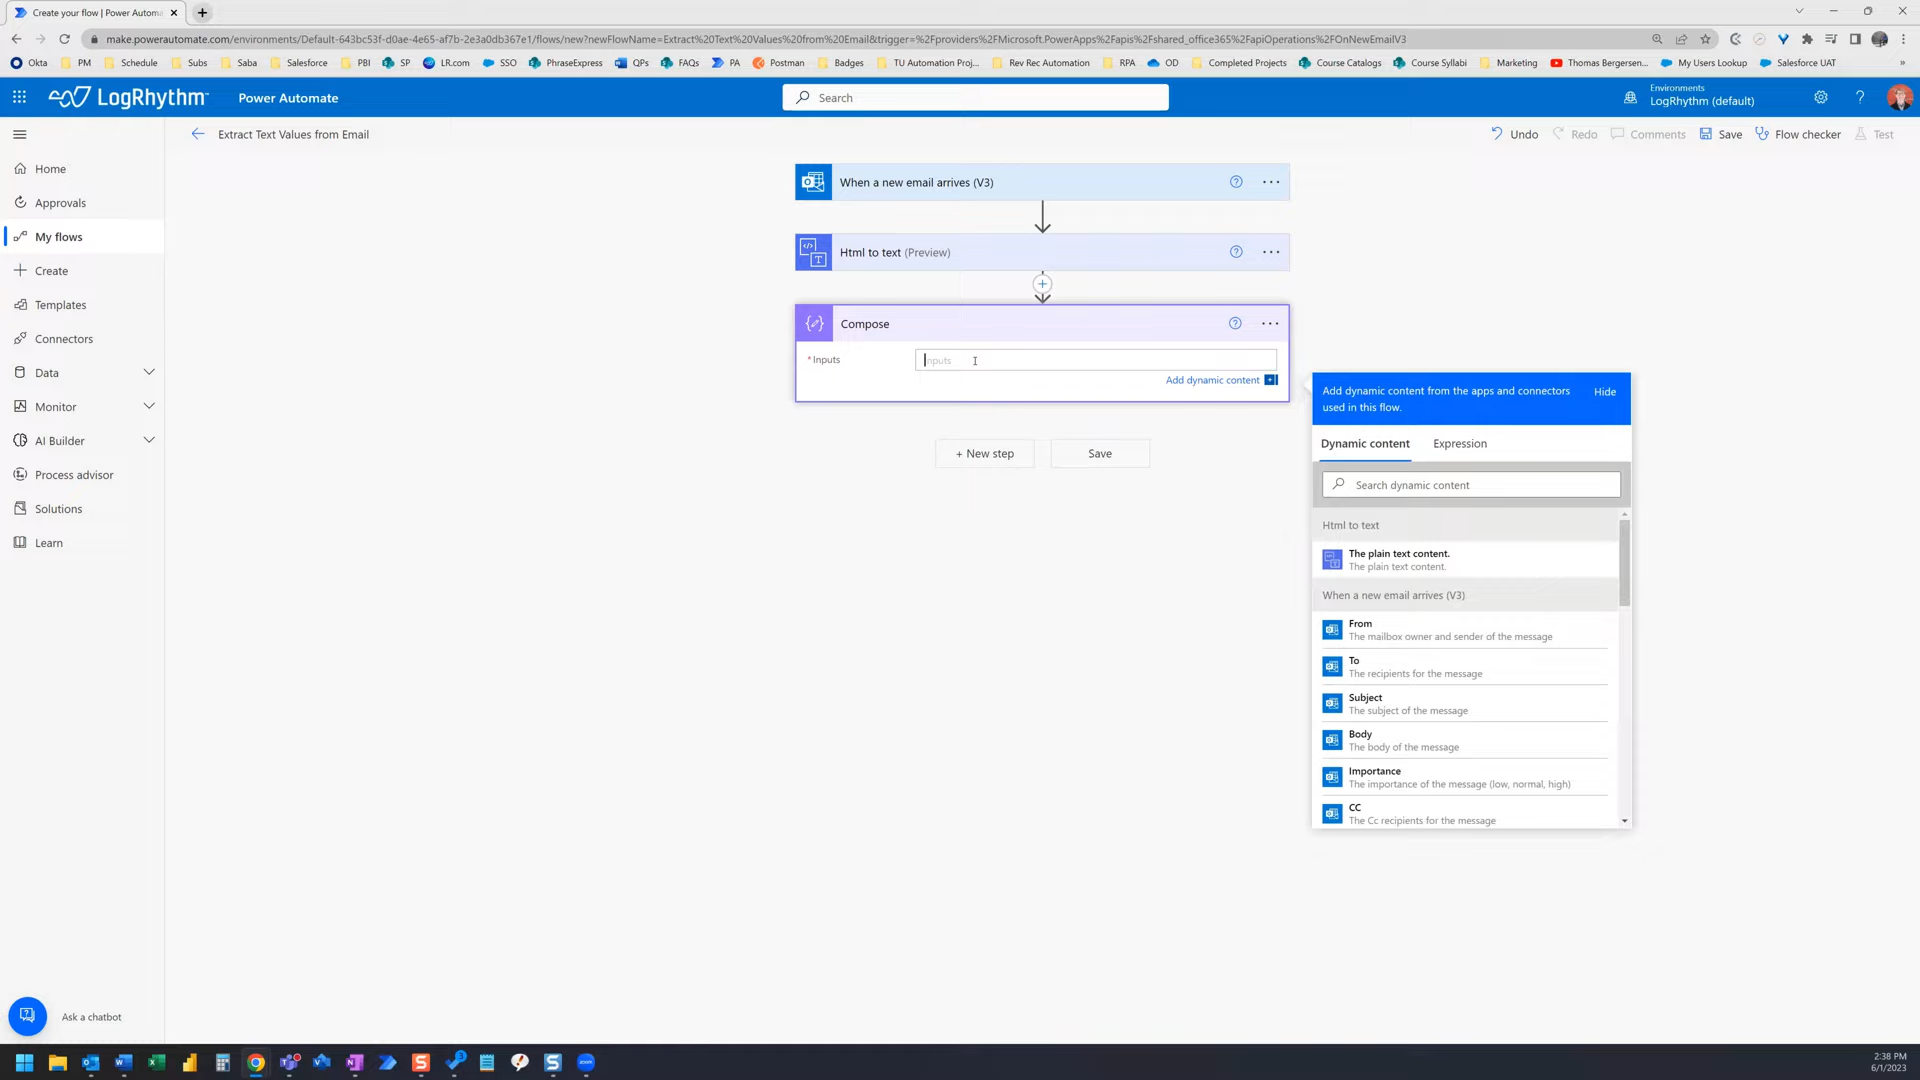 Create your flow | Power Automa
make.powerautomate.com/environments/Default-643bc53f-d0ae-4e65-af7b-2e3a0db367e1/flows/new?newFlowName=Extract%20Text%20Values%20from%20Email&trigger=%2Fproviders%2FMicrosoft.PowerApps%2Fapis%2Fshared_office365%2FapiOperations%2FOnNewEmailV3
Okta PM Schedule Subs Saba Salesforce PBI SP LR.com SSO PhraseExpress QPs FAQs PA Postman Badges TU Automation Proj... Rev Rec Automation RPA OD Completed Projects Course Catalogs Course Syllabi Marketing Thomas Bergersen... My Users Lookup Salesforce UAT »
LogRhythm Power Automate Search Environments
LogRhythm (default)
Extract Text Values from Email Undo Redo Comments Save Flow checker Test
Home
Approvals
My flows
Create
Templates
Connectors
Data
Monitor
AI Builder
Process advisor
Solutions
Learn
Ask a chatbot
When a new email arrives (V3)
Html to text (Preview)
Compose
* Inputs Inputs
Add dynamic content
+ New step Save
Add dynamic content from the apps and connectors used in this flow. Hide
Dynamic content Expression
Search dynamic content
Html to text
The plain text content.
The plain text content.
When a new email arrives (V3)
From
The mailbox owner and sender of the message
To
The recipients for the message
Subject
The subject of the message
Body
The body of the message
Importance
The importance of the message (low, normal, high)
CC
The Cc recipients for the message
2:38 PM
6/1/2023